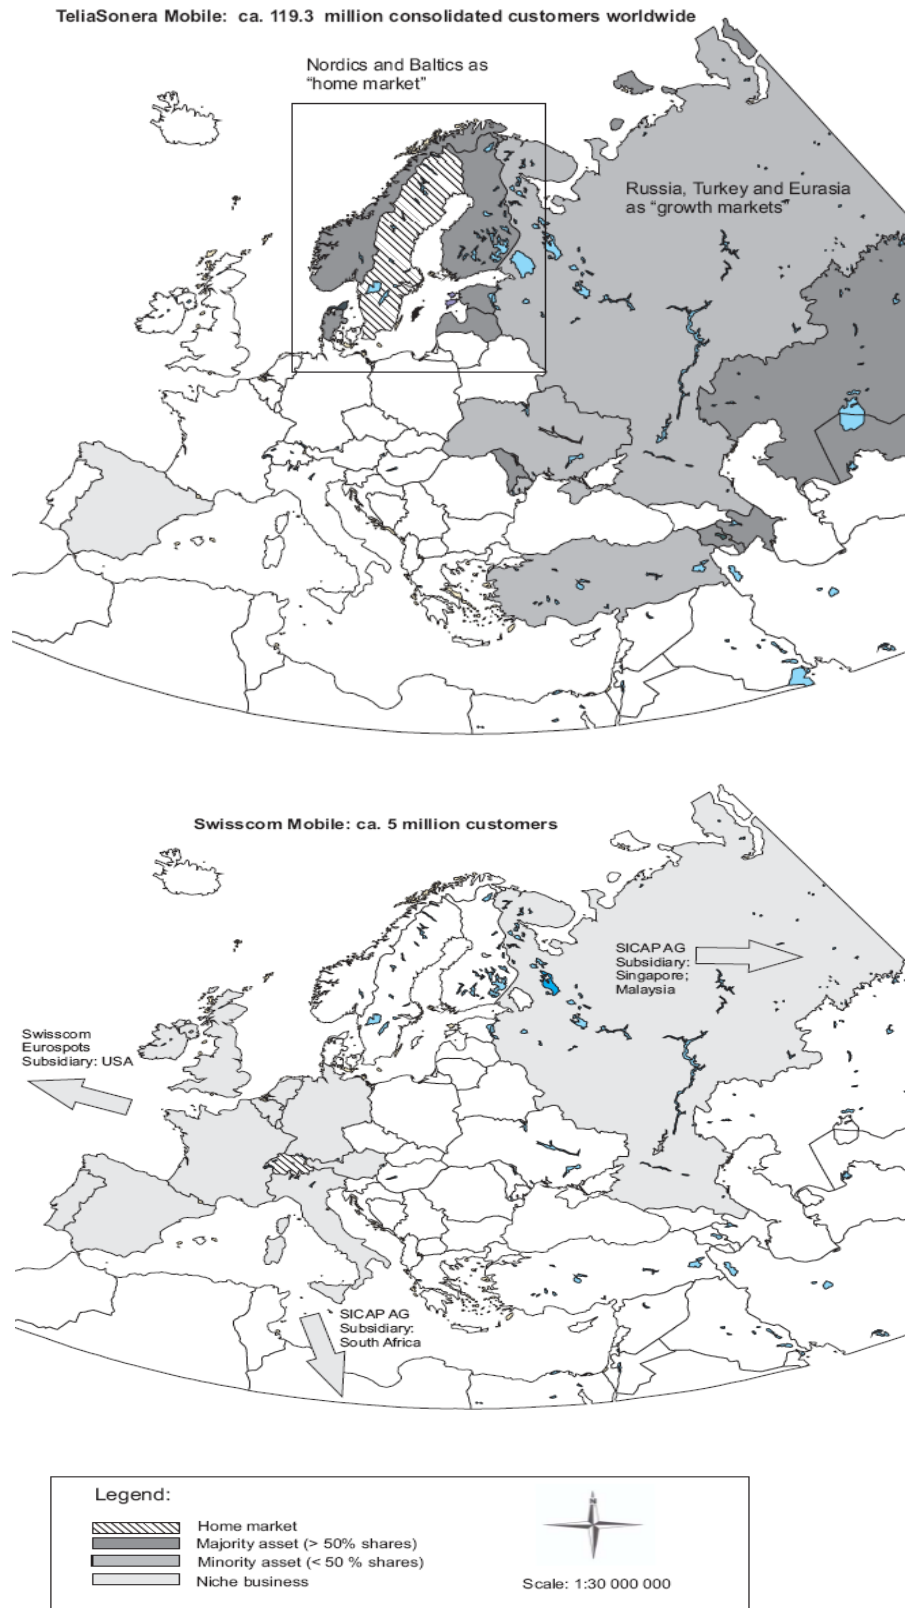 TeliaSonera Mobile: ca. 119.3 million consolidated customers worldwide
Nordics and Baltics as
“home market”
Russia, Turkey and Eurasia
as “growth markets”
Swisscom Mobile: ca. 5 million customers
SICAP AG
Subsidiary:
Singapore;
Malaysia
Swisscom
Eurospots
Subsidiary: USA
SICAP AG
Subsidiary:
South Africa
Legend:
Home market
Majority asset (> 50% shares)
Minority asset (< 50 % shares)
Niche business
N
Scale: 1:30 000 000